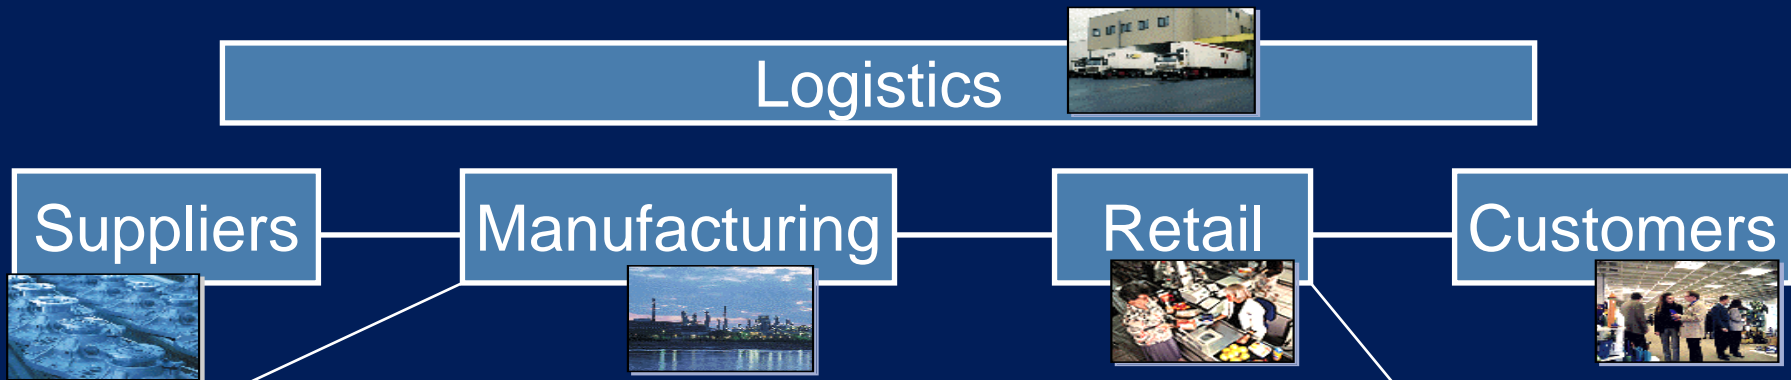 Logistics
Suppliers
Manufacturing
Retail
Customers